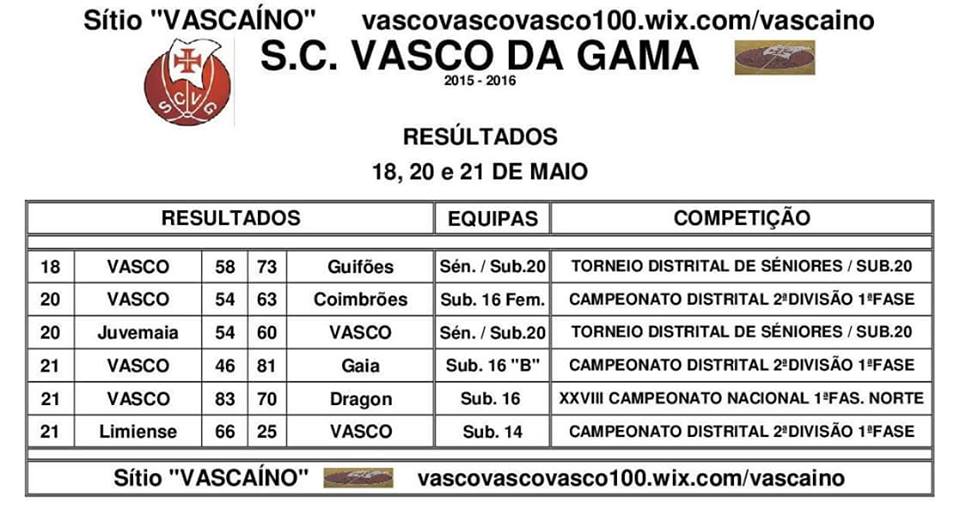 Sítio "VASCAÍNO" vascovascovasco100.wix.com/vascaino
S.C. VASCO DA GAMA
2015 - 2016
SCVG
RESÚLTADOS
18, 20 e 21 DE MAIO
RESULTADOS EQUIPAS COMPETIÇÃO
18 VASCO 58 73 Guifões Sén. / Sub.20 TORNEIO DISTRITAL DE SÉNIORES / SUB.20
20 VASCO 54 63 Coimbrões Sub. 16 Fem. CAMPEONATO DISTRITAL 2ªDIVISÃO 1ªFASE
20 Juvemaia 54 60 VASCO Sén. / Sub.20 TORNEIO DISTRITAL DE SÉNIORES / SUB.20
21 VASCO 46 81 Gaia Sub. 16 "B" CAMPEONATO DISTRITAL 2ªDIVISÃO 1ªFASE
21 VASCO 83 70 Dragon Sub. 16 XXVIII CAMPEONATO NACIONAL 1ªFAS. NORTE
21 Limiense 66 25 VASCO Sub. 14 CAMPEONATO DISTRITAL 2ªDIVISÃO 1ªFASE
Sítio "VASCAÍNO" vascovascovasco100.wix.com/vascaino